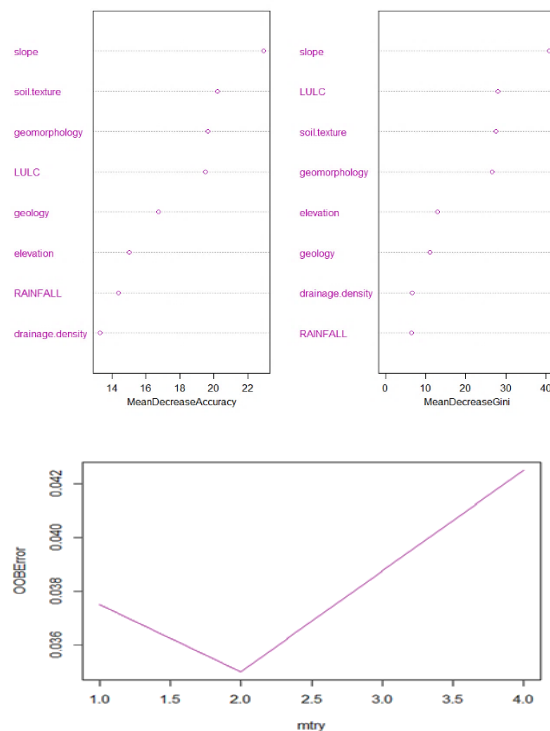 slope
soil.texture
geomorphology
LULC
geology
elevation
RAINFALL
drainage.density
14 16 18 20 22
MeanDecreaseAccuracy
slope
LULC
soil.texture
geomorphology
elevation
geology
drainage.density
RAINFALL
0 10 20 30 40
MeanDecreaseGini
0.042
0.040
0.038
0.036
OOBError
1.0 1.5 2.0 2.5 3.0 3.5 4.0
mtry